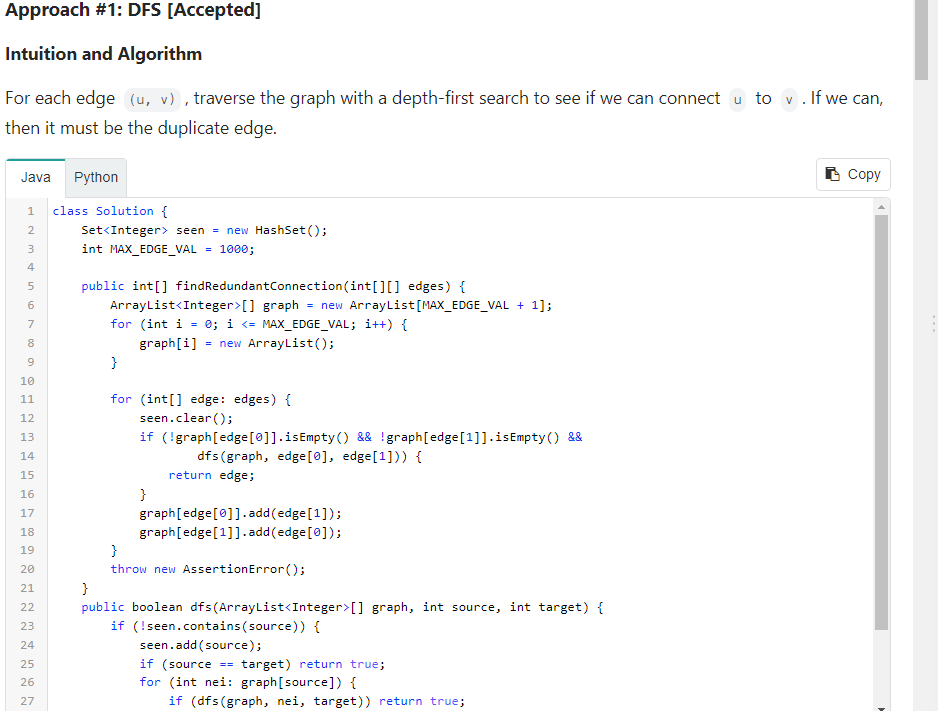 Approach #1: DFS [Accepted]
Intuition and Algorithm
For each edge (u, v) , traverse the graph with a depth-first search to see if we can connect u to v . If we can,
then it must be the duplicate edge.
Java Python Copy
1 class Solution {
2     Set<Integer> seen = new HashSet();
3     int MAX_EDGE_VAL = 1000;
4
5     public int[] findRedundantConnection(int[][] edges) {
6         ArrayList<Integer>[] graph = new ArrayList[MAX_EDGE_VAL + 1];
7         for (int i = 0; i <= MAX_EDGE_VAL; i++) {
8             graph[i] = new ArrayList();
9         }
10
11         for (int[] edge: edges) {
12             seen.clear();
13             if (!graph[edge[0]].isEmpty() && !graph[edge[1]].isEmpty() &&
14                     dfs(graph, edge[0], edge[1])) {
15                 return edge;
16             }
17             graph[edge[0]].add(edge[1]);
18             graph[edge[1]].add(edge[0]);
19         }
20         throw new AssertionError();
21     }
22     public boolean dfs(ArrayList<Integer>[] graph, int source, int target) {
23         if (!seen.contains(source)) {
24             seen.add(source);
25             if (source == target) return true;
26             for (int nei: graph[source]) {
27                 if (dfs(graph, nei, target)) return true;